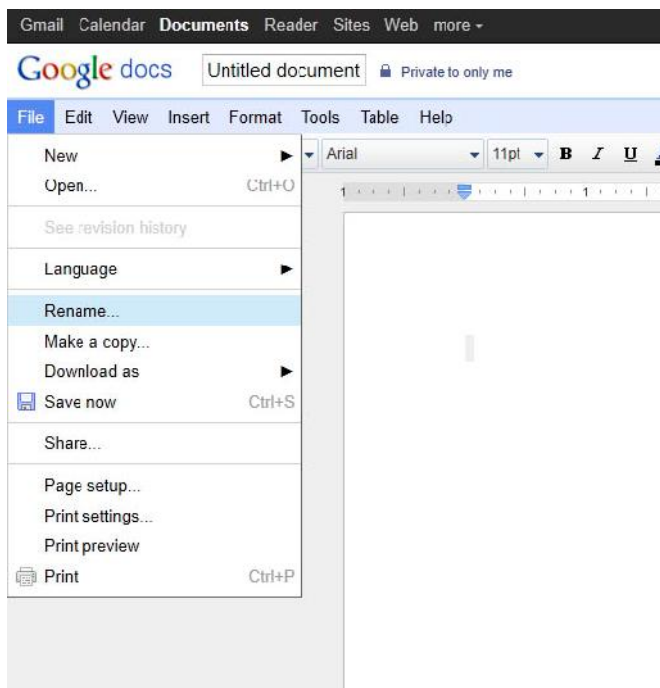 Gmail Calendar Documents Reader Sites Web more
Google docs Untitled document Private to only me
File Edit View Insert Format Tools Table Help
Arial 11pt B I U
New
Open... Ctrl+O
1 1
See revision history
Language
Rename...
Make a copy...
Download as
Save now Ctrl+S
Share...
Page setup...
Print settings...
Print preview
Print Ctrl+P